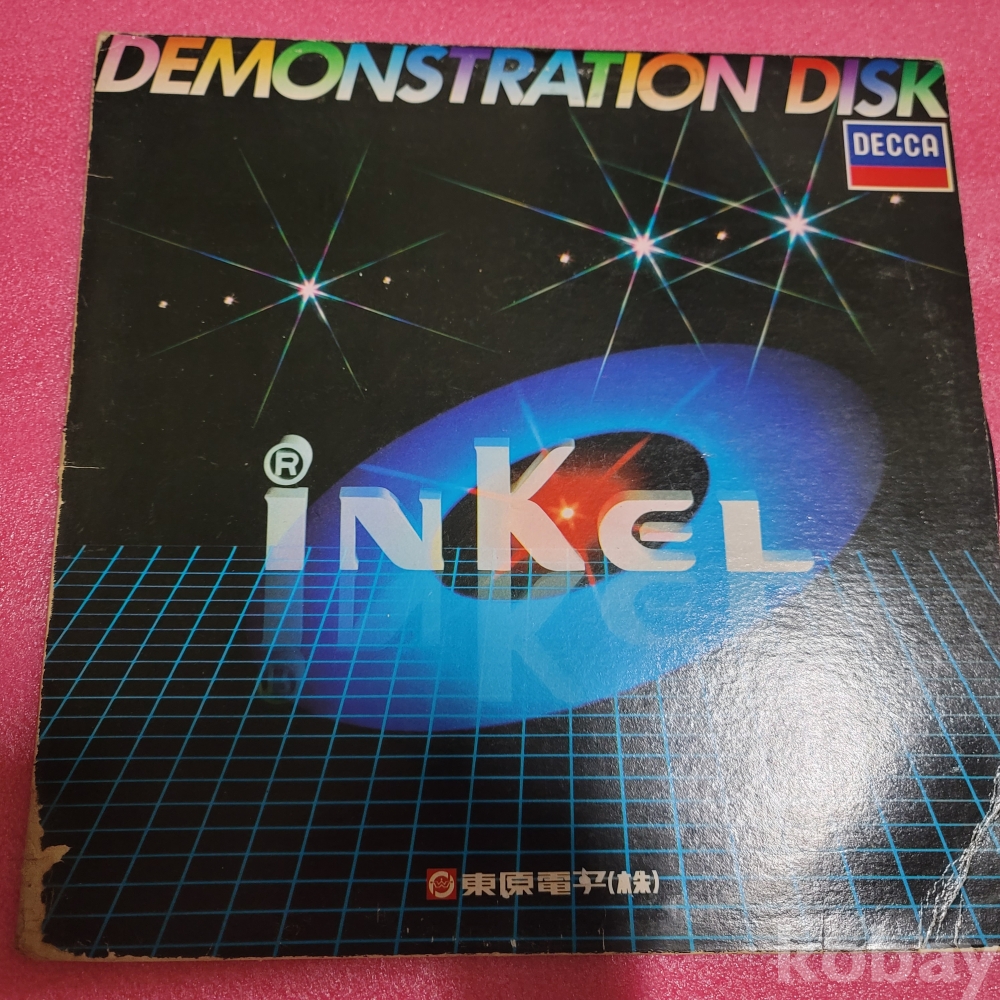 DEMONSTRATION DISK
DECCA
® inKEL
東原電子(株)
kobay